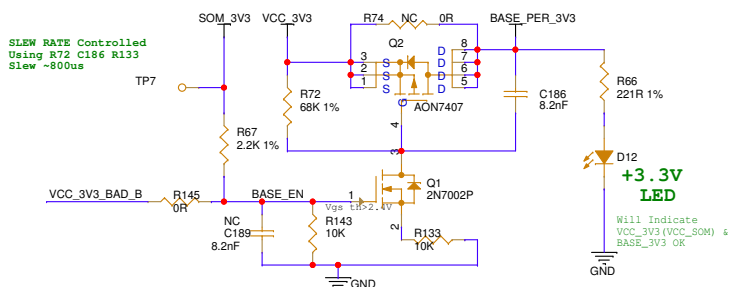 SOM_3V3
VCC_3V3
R74
NC
0R
BASE_PER_3V3
SLEW RATE Controlled
Using R72 C186 R133
Slew ~800us
Q2
TP7
3
2
1
S
S
S
G
D
D
D
D
8
7
6
5
AON7407
R72
68K 1%
C186
8.2nF
R66
221R 1%
R67
2.2K 1%
4
3
D12
+3.3V
LED
VCC_3V3_BAD_B
R145
0R
BASE_EN
1
Vgs th>2.4V
Q1
2N7002P
2
NC
C189
8.2nF
R143
10K
R133
10K
Will Indicate
VCC_3V3(VCC_SOM) &
BASE_3V3 OK
GND
GND